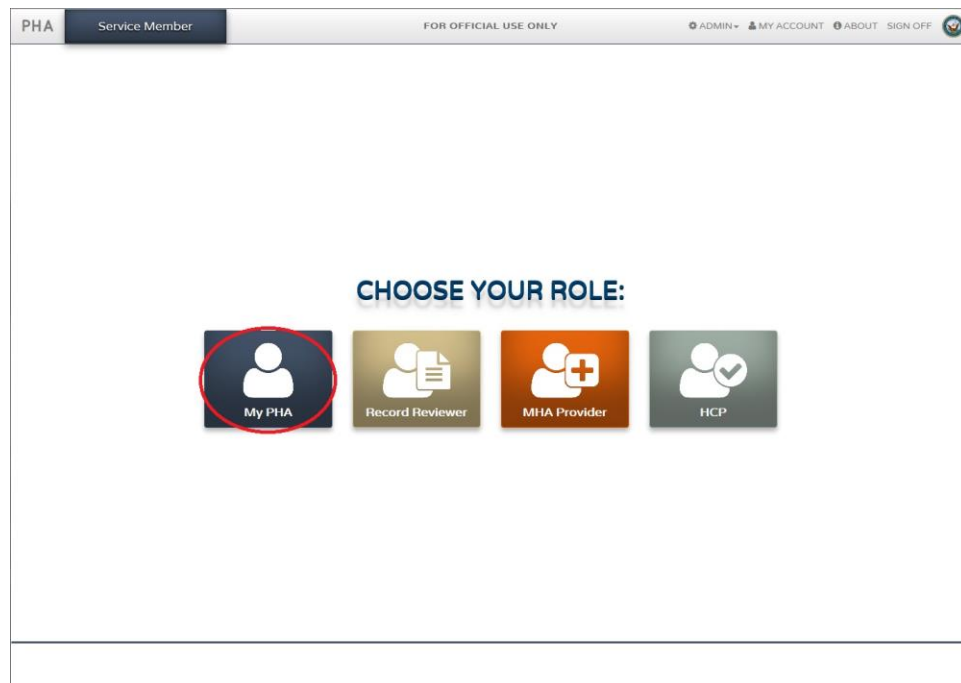 PHA Service Member FOR OFFICIAL USE ONLY ADMIN MY ACCOUNT ABOUT SIGN OFF
CHOOSE YOUR ROLE:
My PHA Record Reviewer MHA Provider HCP